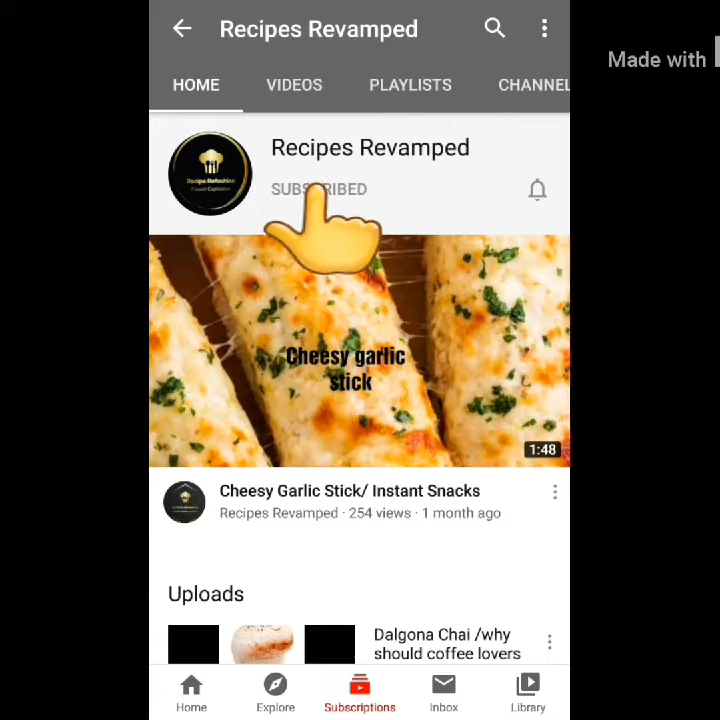 Recipes Revamped
Made with
HOME VIDEOS PLAYLISTS CHANNEL
Recipes Revamped
Recipe Refashion
SUBSCRIBED
Cheesy garlic
stick
1:48
Cheesy Garlic Stick/ Instant Snacks
Recipes Revamped · 254 views · 1 month ago
Uploads
Dalgona Chai /why
should coffee lovers
Home Explore Subscriptions Inbox Library